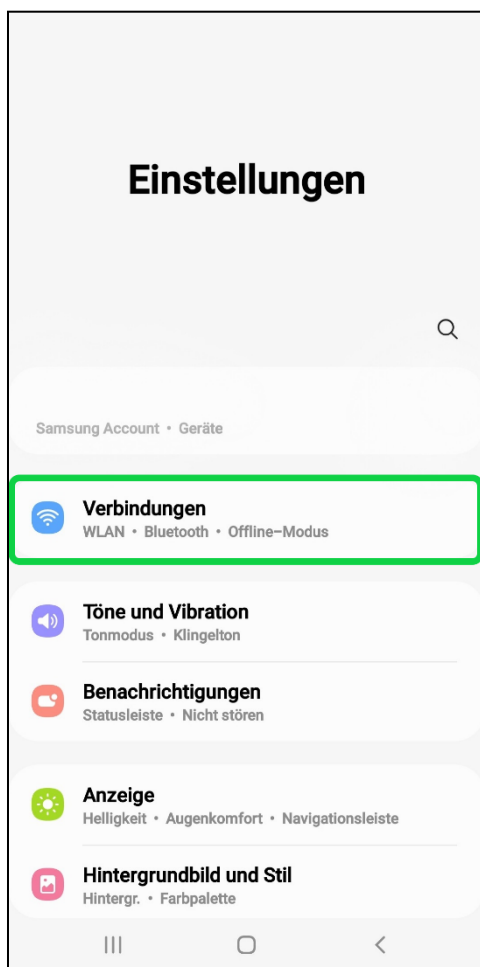 Einstellungen
Samsung Account • Geräte
Verbindungen
WLAN • Bluetooth • Offline-Modus
Töne und Vibration
Tonmodus • Klingelton
Benachrichtigungen
Statusleiste • Nicht stören
Anzeige
Helligkeit • Augenkomfort • Navigationsleiste
Hintergrundbild und Stil
Hintergr. • Farbpalette